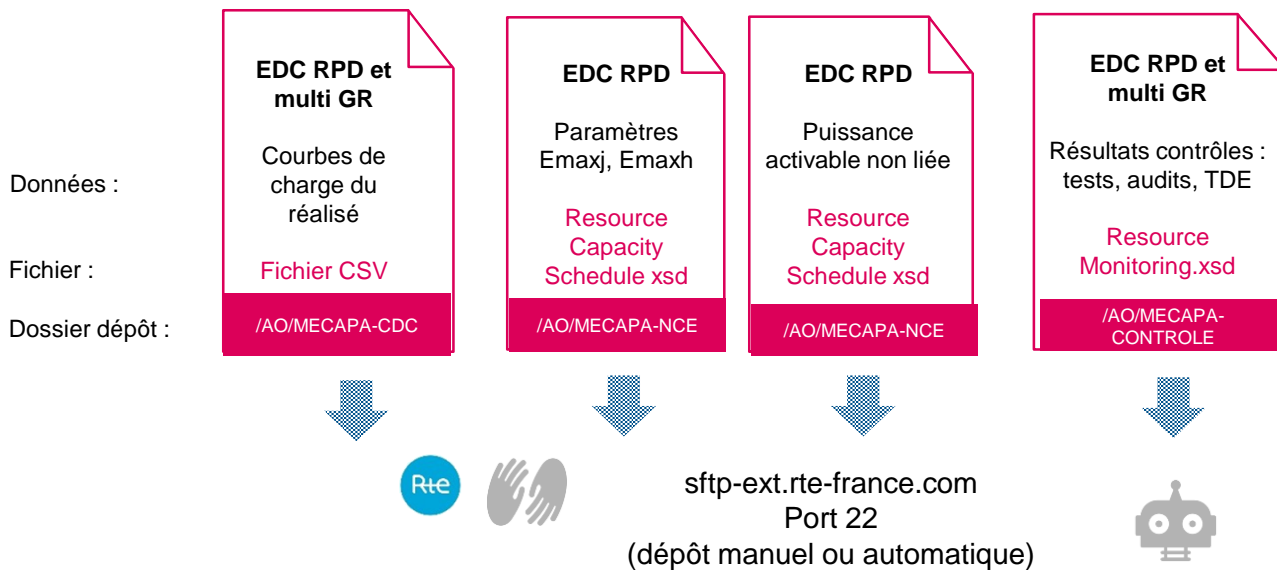 EDC RPD et
multi GR
Courbes de
charge du
réalisé
Fichier CSV
/AO/MECAPA-CDC
EDC RPD
Paramètres
Emaxj, Emaxh
Resource
Capacity
Schedule xsd
/AO/MECAPA-NCE
EDC RPD
Puissance
activable non liée
Resource
Capacity
Schedule xsd
/AO/MECAPA-NCE
EDC RPD et
multi GR
Résultats contrôles :
tests, audits, TDE
Resource
Monitoring.xsd
/AO/MECAPA-
CONTROLE
Données :
Fichier :
Dossier dépôt :
Rte
sftp-ext.rte-france.com
Port 22
(dépôt manuel ou automatique)